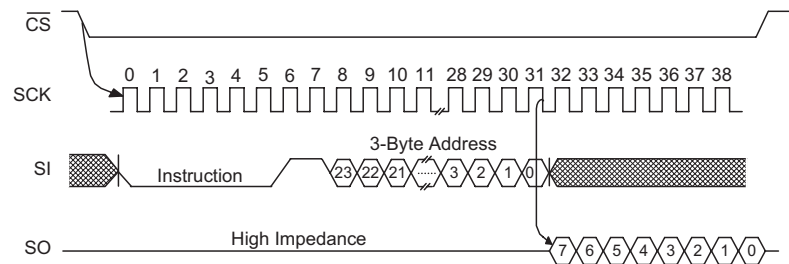 CS
0 1 2 3 4 5 6 7 8 9 10 11 28 29 30 31 32 33 34 35 36 37 38
SCK
3-Byte Address
SI
Instruction
23 22 21 ...... 3 2 1 0
High Impedance
SO
7 6 5 4 3 2 1 0